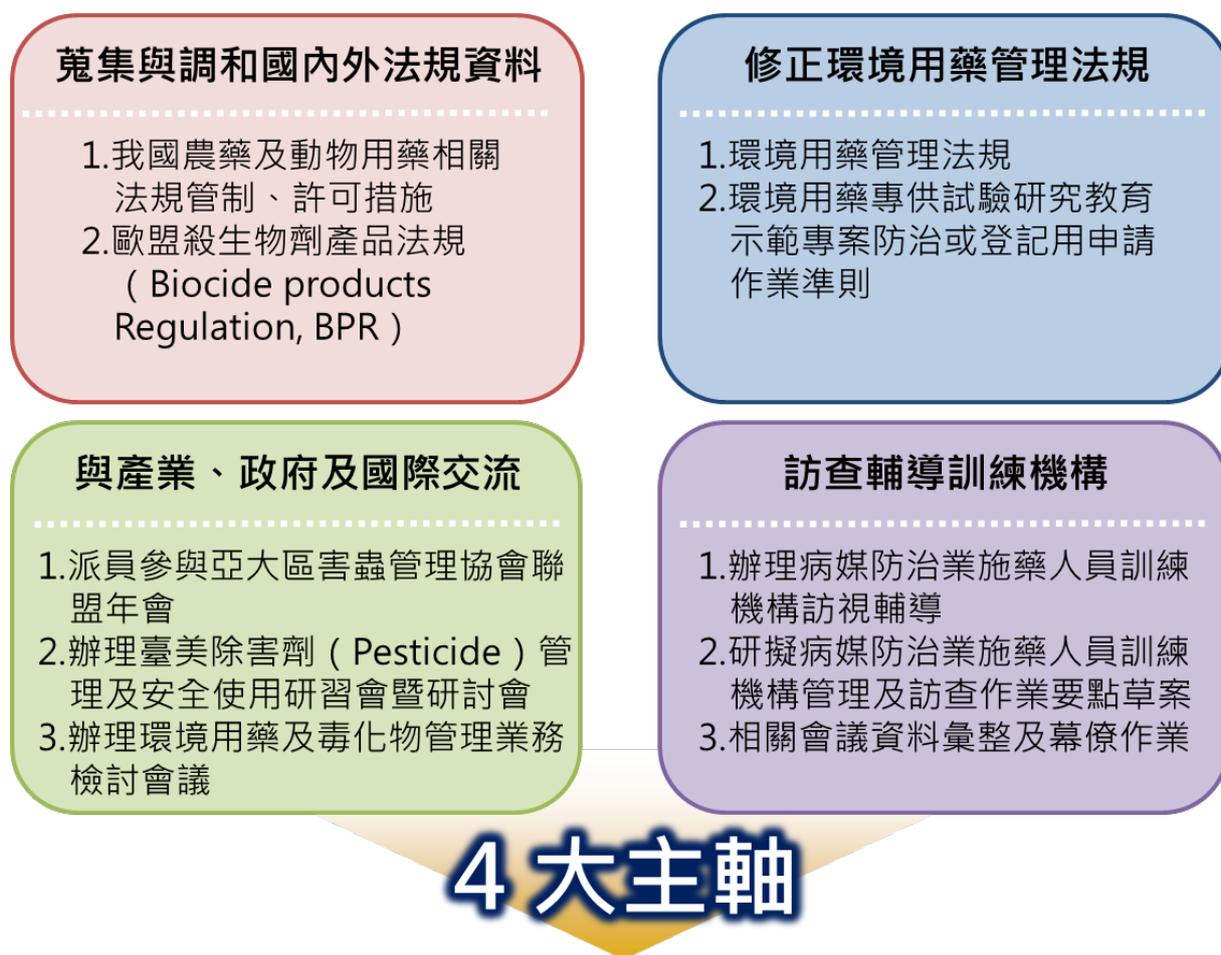 蒐集與調和國內外法規資料
1.我國農藥及動物用藥相關
法規管制、許可措施
2.歐盟殺生物劑產品法規
（Biocide products
Regulation, BPR）
修正環境用藥管理法規
1.環境用藥管理法規
2.環境用藥專供試驗研究教育
示範專案防治或登記用申請
作業準則
與產業、政府及國際交流
1.派員參與亞大區害蟲管理協會聯
盟年會
2.辦理臺美除害劑（Pesticide）管
理及安全使用研習會暨研討會
3.辦理環境用藥及毒化物管理業務
檢討會議
訪查輔導訓練機構
1.辦理病媒防治業施藥人員訓練
機構訪視輔導
2.研擬病媒防治業施藥人員訓練
機構管理及訪查作業要點草案
3.相關會議資料彙整及幕僚作業
4 大主軸